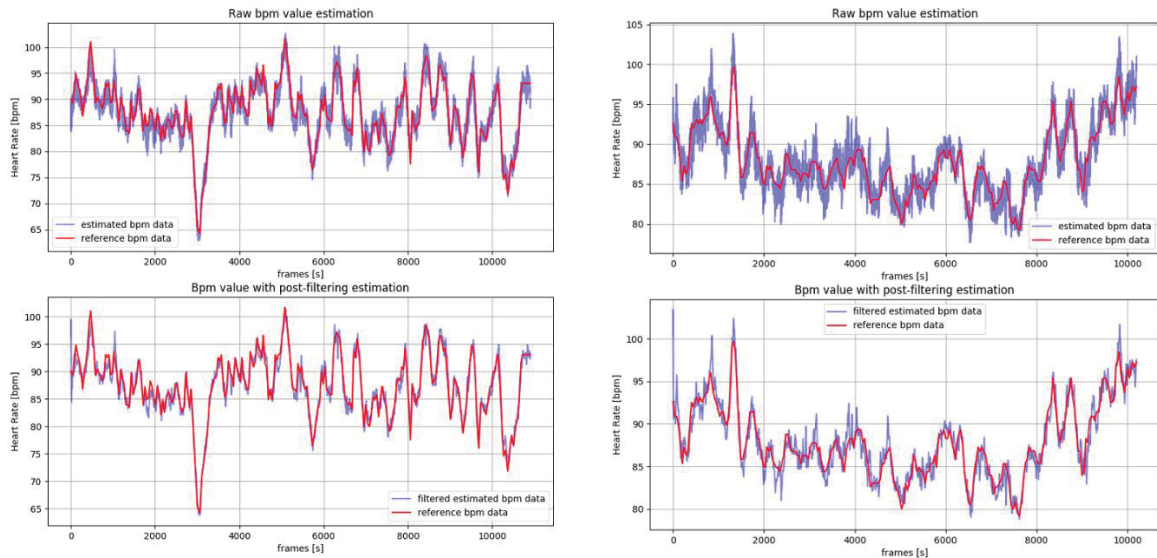 Raw bpm value estimation
100
95
90
85
80
75
70
65
Heart Rate [bpm]
estimated bpm data
reference bpm data
0
2000
4000
6000
8000
10000
frames [s]
Bpm value with post-filtering estimation
100
95
90
85
80
75
70
65
Heart Rate [bpm]
filtered estimated bpm data
reference bpm data
0
2000
4000
6000
8000
10000
frames [s]
Raw bpm value estimation
105
100
95
90
85
80
Heart Rate [bpm]
estimated bpm data
reference bpm data
0
2000
4000
6000
8000
10000
frames [s]
Bpm value with post-filtering estimation
filtered estimated bpm data
reference bpm data
100
95
90
85
80
Heart Rate [bpm]
0
2000
4000
6000
8000
10000
frames [s]